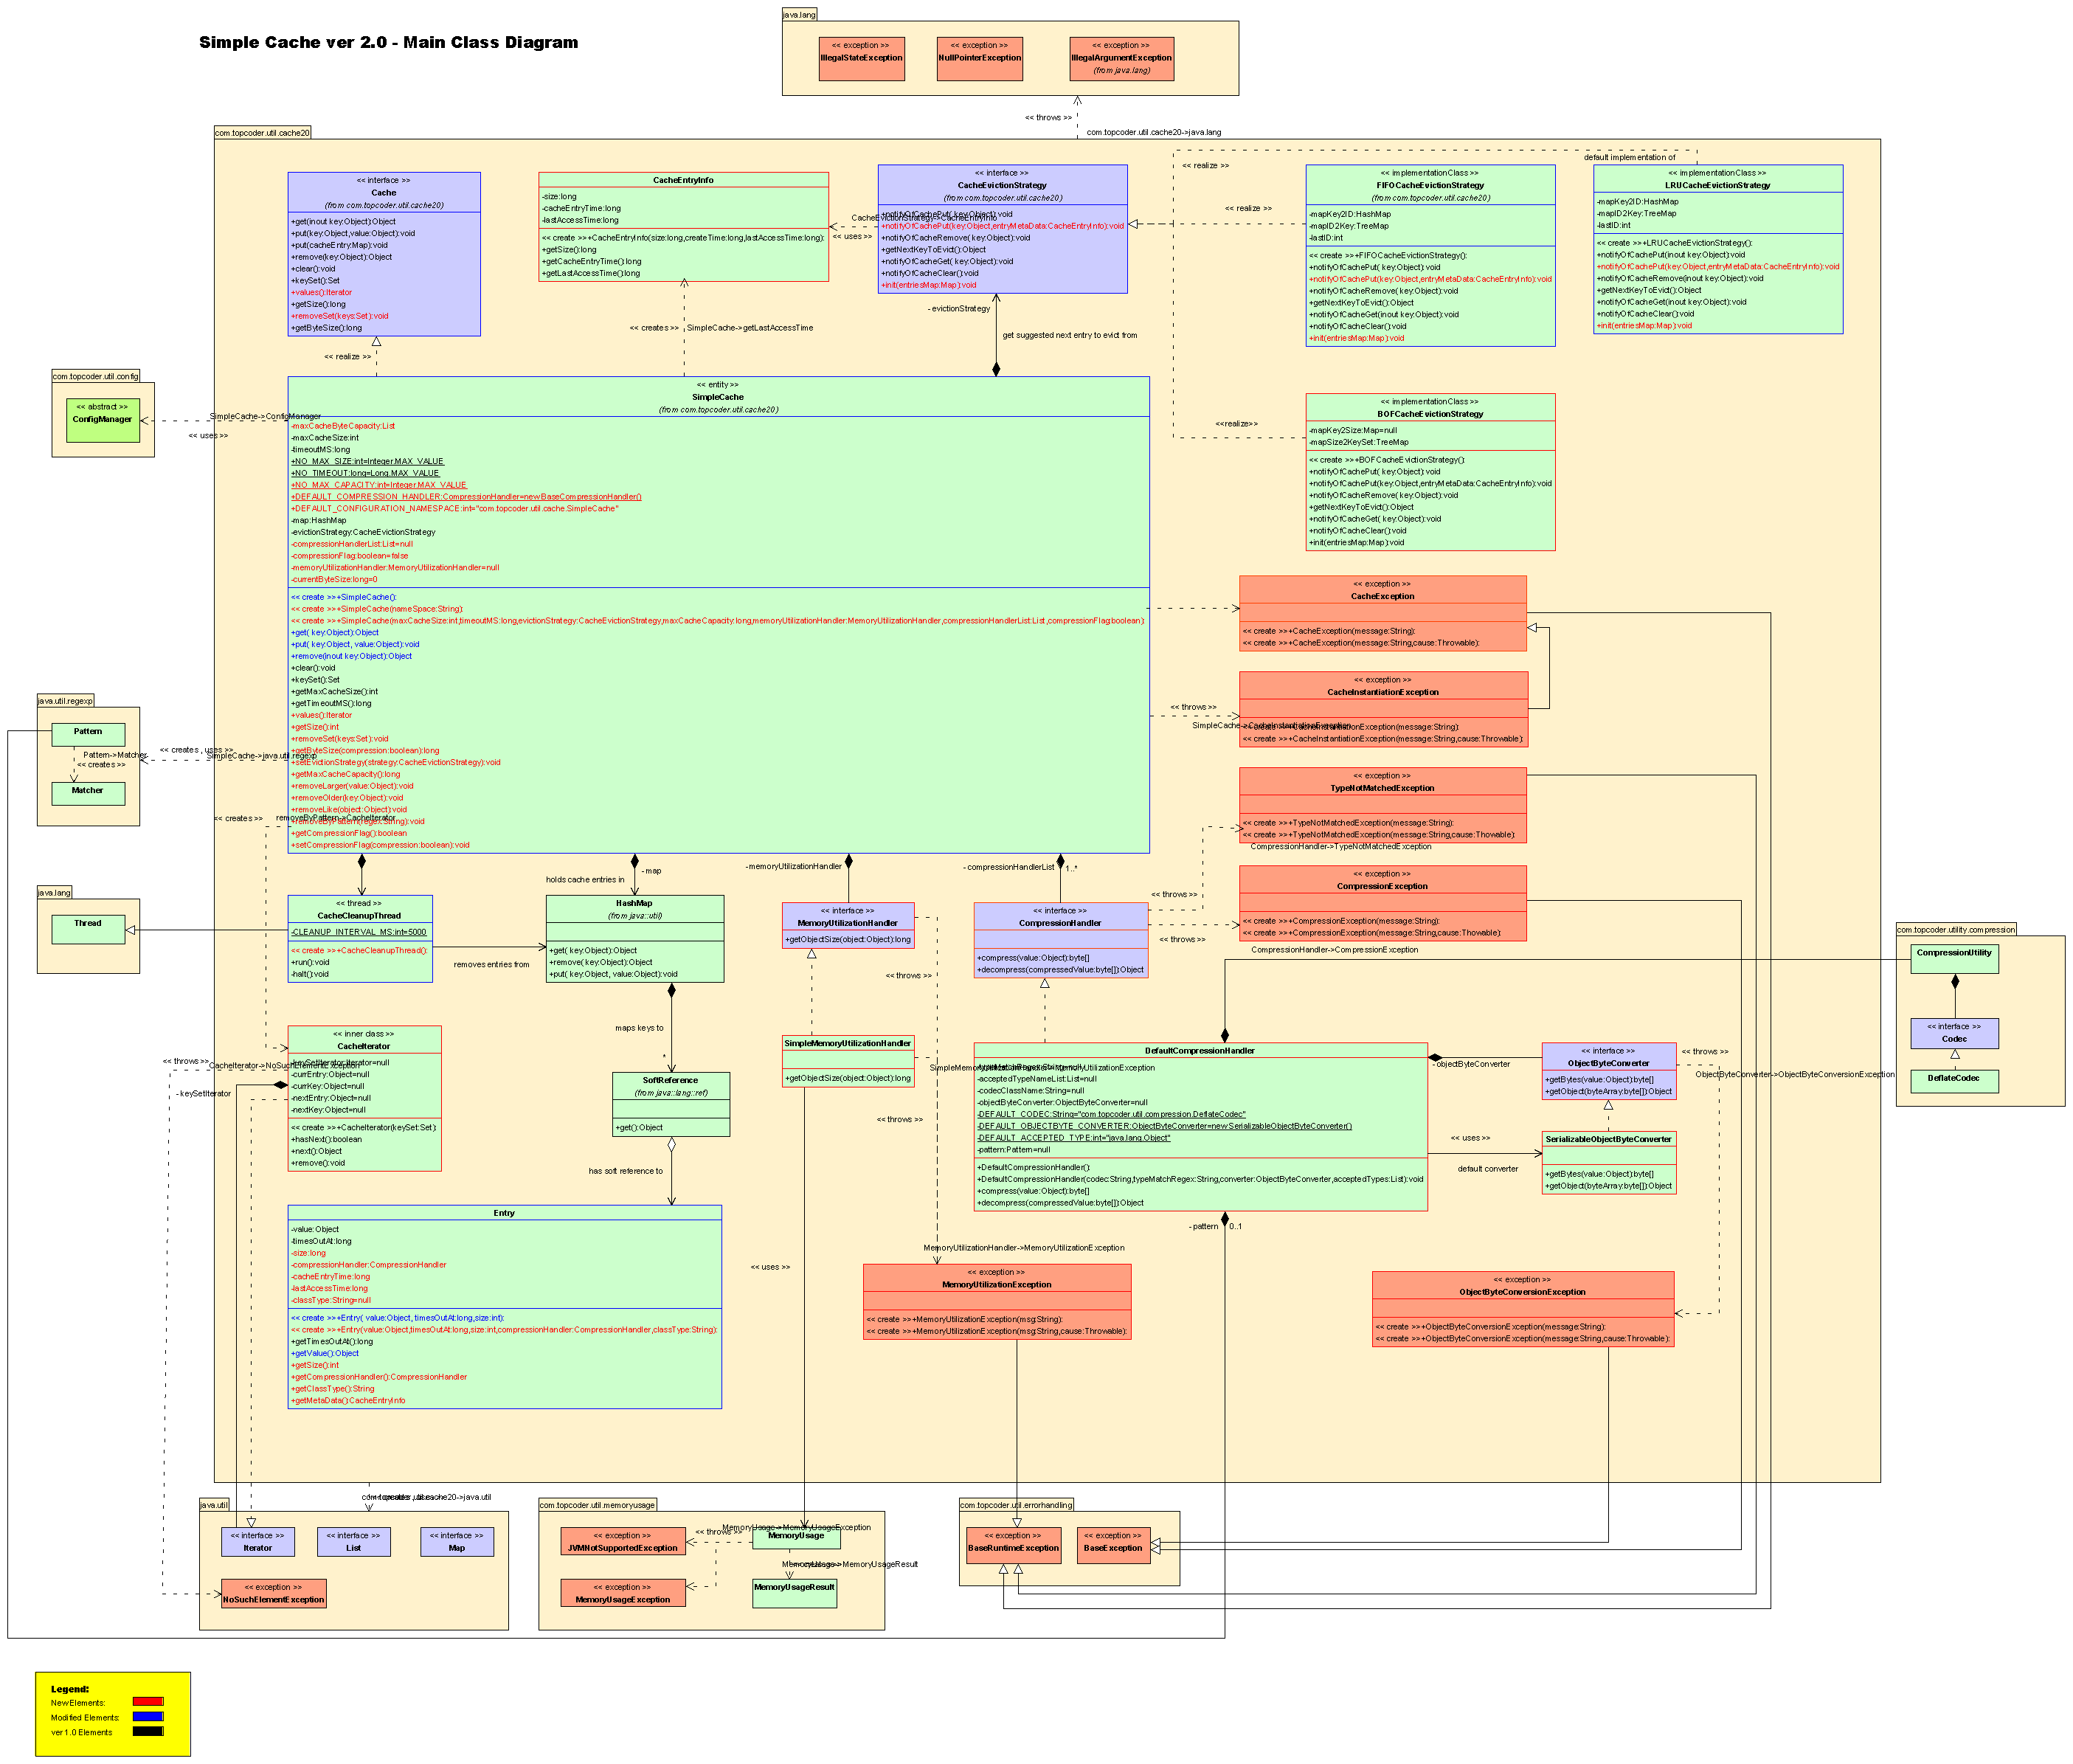 Simple Cache ver 2.0 - Main Class Diagram
java.lang
<< exception >>
IllegalStateException
<< exception >>
NullPointerException
<< exception >>
IllegalArgumentException
(from java.lang)
<< throws >>
com.topcoder.util.cache20->java.lang
com.topcoder.util.cache20
<< interface >>
Cache
(from com.topcoder.util.cache20)
+get(inout key:Object):Object
+put(key:Object,value:Object):void
+put(cacheEntry:Map):void
+remove(key:Object):Object
+clear():void
+keySet():Set
+values():Iterator
+getSize():long
+removeSet(keys:Set):void
+getByteSize():long
<< realize >>
CacheEntryInfo
-size:long
-cacheEntryTime:long
-lastAccessTime:long
<< create >>+CacheEntryInfo(size:long,createTime:long,lastAccessTime:long):
+getSize():long
+getCacheEntryTime():long
+getLastAccessTime():long
<< creates >>
SimpleCache->getLastAccessTime
CacheEvictionStrategy->CacheEntryInfo
<< uses >>
<< interface >>
CacheEvictionStrategy
(from com.topcoder.util.cache20)
+notifyOfCachePut( key:Object):void
+notifyOfCachePut(key:Object,entryMetaData:CacheEntryInfo):void
+notifyOfCacheRemove( key:Object):void
+getNextKeyToEvict():Object
+notifyOfCacheGet( key:Object):void
+notifyOfCacheClear():void
+init(entriesMap:Map):void
- evictionStrategy
get suggested next entry to evict from
<< realize >>
<< realize >>
<<realize>>
default implementation of
<< implementationClass >>
FIFOCacheEvictionStrategy
(from com.topcoder.util.cache20)
-mapKey2ID:HashMap
-mapID2Key:TreeMap
-lastID:int
<< create >>+FIFOCacheEvictionStrategy():
+notifyOfCachePut( key:Object):void
+notifyOfCachePut(key:Object,entryMetaData:CacheEntryInfo):void
+notifyOfCacheRemove( key:Object):void
+getNextKeyToEvict():Object
+notifyOfCacheGet(inout key:Object):void
+notifyOfCacheClear():void
+init(entriesMap:Map):void
<< implementationClass >>
LRUCacheEvictionStrategy
-mapKey2ID:HashMap
-mapID2Key:TreeMap
-lastID:int
<< create >>+LRUCacheEvictionStrategy():
+notifyOfCachePut(inout key:Object):void
+notifyOfCachePut(key:Object,entryMetaData:CacheEntryInfo):void
+notifyOfCacheRemove(inout key:Object):void
+getNextKeyToEvict():Object
+notifyOfCacheGet(inout key:Object):void
+notifyOfCacheClear():void
+init(entriesMap:Map):void
<< implementationClass >>
BOFCacheEvictionStrategy
-mapKey2Size:Map=null
-mapSize2KeySet:TreeMap
<< create >>+BOFCacheEvictionStrategy():
+notifyOfCachePut( key:Object):void
+notifyOfCachePut(key:Object,entryMetaData:CacheEntryInfo):void
+notifyOfCacheRemove( key:Object):void
+getNextKeyToEvict():Object
+notifyOfCacheGet( key:Object):void
+notifyOfCacheClear():void
+init(entriesMap:Map):void
com.topcoder.util.config
<< abstract >>
ConfigManager
SimpleCache->ConfigManager
<< uses >>
<< entity >>
SimpleCache
(from com.topcoder.util.cache20)
-maxCacheByteCapacity:List
-maxCacheSize:int
-timeoutMS:long
+NO_MAX_SIZE:int=Integer.MAX_VALUE
+NO_TIMEOUT:long=Long.MAX_VALUE
+NO_MAX_CAPACITY:int=Integer.MAX_VALUE
+DEFAULT_COMPRESSION_HANDLER:CompressionHandler=new BaseCompressionHandler()
+DEFAULT_CONFIGURATION_NAMESPACE:int="com.topcoder.util.cache.SimpleCache"
-map:HashMap
-evictionStrategy:CacheEvictionStrategy
-compressionHandlerList:List=null
-compressionFlag:boolean=false
-memoryUtilizationHandler:MemoryUtilizationHandler=null
-currentByteSize:long=0
<< create >>+SimpleCache():
<< create >>+SimpleCache(nameSpace:String):
<< create >>+SimpleCache(maxCacheSize:int,timeoutMS:long,evictionStrategy:CacheEvictionStrategy,maxCacheCapacity:long,memoryUtilizationHandler:MemoryUtilizationHandler,compressionHandlerList:List,compressionFlag:boolean):
+get( key:Object):Object
+put( key:Object, value:Object):void
+remove(inout key:Object):Object
+clear():void
+keySet():Set
+getMaxCacheSize():int
+getTimeoutMS():long
+values():Iterator
+getSize():int
+removeSet(keys:Set):void
+getByteSize(compression:boolean):long
+setEvictionStrategy(strategy:CacheEvictionStrategy):void
+getMaxCacheCapacity():long
+removeLarger(value:Object):void
+removeOlder(key:Object):void
+removeLike(object:Object):void
+removeByPattern(regex:String):void
+getCompressionFlag():boolean
+setCompressionFlag(compression:boolean):void
<< exception >>
CacheException
<< create >>+CacheException(message:String):
<< create >>+CacheException(message:String,cause:Throwable):
<< exception >>
CacheInstantiationException
<< create >>+CacheInstantiationException(message:String):
<< create >>+CacheInstantiationException(message:String,cause:Throwable):
<< throws >>
SimpleCache->CacheInstantiationException
<< exception >>
TypeNotMatchedException
<< create >>+TypeNotMatchedException(message:String):
<< create >>+TypeNotMatchedException(message:String,cause:Thowable):
CompressionHandler->TypeNotMatchedException
<< exception >>
CompressionException
<< create >>+CompressionException(message:String):
<< create >>+CompressionException(message:String,cause:Thowable):
<< throws >>
<< throws >>
CompressionHandler->CompressionException
java.util.regexp
Pattern
Pattern->Matcher
<< creates >>
Matcher
<< creates , uses >>
SimpleCache->java.util.regexp
<< creates >>
removeByPattern->CacheIterator
java.lang
Thread
<< thread >>
CacheCleanupThread
-CLEANUP_INTERVAL_MS:int=5000
<< create >>+CacheCleanupThread():
+run():void
-halt():void
removes entries from
holds cache entries in
- map
HashMap
(from java::util)
+get( key:Object):Object
+remove( key:Object):Object
+put( key:Object, value:Object):void
- memoryUtilizationHandler
<< interface >>
MemoryUtilizationHandler
+getObjectSize(object:Object):long
<< throws >>
- compressionHandlerList
1..*
<< interface >>
CompressionHandler
+compress(value:Object):byte[]
+decompress(compressedValue:byte[]):Object
com.topcoder.utility.compression
CompressionUtility
<< interface >>
Codec
DeflateCodec
<< inner class >>
CacheIterator
-keySetIterator:Iterator=null
-currEntry:Object=null
-currKey:Object=null
-nextEntry:Object=null
-nextKey:Object=null
<< create >>+CacheIterator(keySet:Set):
+hasNext():boolean
+next():Object
+remove():void
<< throws >>
CacheIterator->NoSuchElementException
- keySetIterator
maps keys to
*
SoftReference
(from java::lang::ref)
+get():Object
has soft reference to
SimpleMemoryUtilizationHandler
+getObjectSize(object:Object):long
SimpleMemoryUtilizationHandler->MemoryUtilizationException
<< throws >>
DefaultCompressionHandler
-typeMatchRegex:String=null
-acceptedTypeNameList:List=null
-codecClassName:String=null
-objectByteConverter:ObjectByteConverter=null
-DEFAULT_CODEC:String="com.topcoder.util.compression.DeflateCodec"
-DEFAULT_OBJECTBYTE_CONVERTER:ObjectByteConverter=new SerializableObjectByteConverter()
-DEFAULT_ACCEPTED_TYPE:int="java.lang.Object"
-pattern:Pattern=null
+DefaultCompressionHandler():
+DefaultCompressionHandler(codec:String,typeMatchRegex:String,converter:ObjectByteConverter,acceptedTypes:List):void
+compress(value:Object):byte[]
+decompress(compressedValue:byte[]):Object
- objectByteConverter
<< interface >>
ObjectByteConverter
+getBytes(value:Object):byte[]
+getObject(byteArray:byte[]):Object
<< throws >>
ObjectByteConverter->ObjectByteConversionException
<< uses >>
default converter
SerializableObjectByteConverter
+getBytes(value:Object):byte[]
+getObject(byteArray:byte[]):Object
- pattern
0..1
Entry
-value:Object
-timesOutAt:long
-size:long
-compressionHandler:CompressionHandler
-cacheEntryTime:long
-lastAccessTime:long
-classType:String=null
<< create >>+Entry( value:Object, timesOutAt:long,size:int):
<< create >>+Entry(value:Object,timesOutAt:long,size:int,compressionHandler:CompressionHandler,classType:String):
+getTimesOutAt():long
+getValue():Object
+getSize():int
+getCompressionHandler():CompressionHandler
+getClassType():String
+getMetaData():CacheEntryInfo
<< uses >>
MemoryUtilizationHandler->MemoryUtilizationException
<< exception >>
MemoryUtilizationException
<< create >>+MemoryUtilizationException(msg:String):
<< create >>+MemoryUtilizationException(msg:String,cause:Throwable):
<< exception >>
ObjectByteConversionException
<< create >>+ObjectByteConversionException(message:String):
<< create >>+ObjectByteConversionException(message:String,cause:Throwable):
com.topcoder.util.cache20->java.util
java.util
<< interface >>
Iterator
<< interface >>
List
<< interface >>
Map
<< exception >>
NoSuchElementException
com.topcoder.util.memoryusage
<< exception >>
JVMNotSupportedException
<< throws >>
MemoryUsage->MemoryUsageException
MemoryUsage
MemoryUsage->MemoryUsageResult
<< exception >>
MemoryUsageException
MemoryUsageResult
com.topcoder.util.errorhandling
<< exception >>
BaseRuntimeException
<< exception >>
BaseException
Legend:
New Elements:
Modified Elements:
ver 1.0 Elements